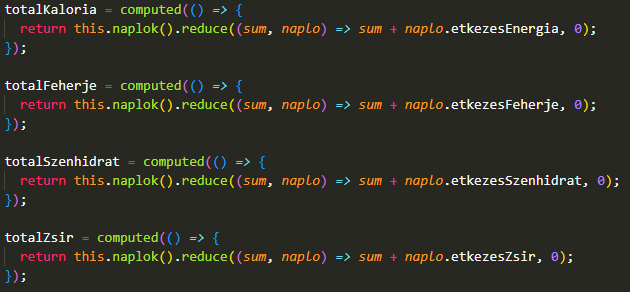 totalKaloria = computed(() => {
  return this.naplok().reduce((sum, naplo) => sum + naplo.etkezesEnergia, 0);
});
totalFeherje = computed(() => {
  return this.naplok().reduce((sum, naplo) => sum + naplo.etkezesFeherje, 0);
});
totalSzenhidrat = computed(() => {
  return this.naplok().reduce((sum, naplo) => sum + naplo.etkezesSzenhidrat, 0);
});
totalZsir = computed(() => {
  return this.naplok().reduce((sum, naplo) => sum + naplo.etkezesZsir, 0);
});